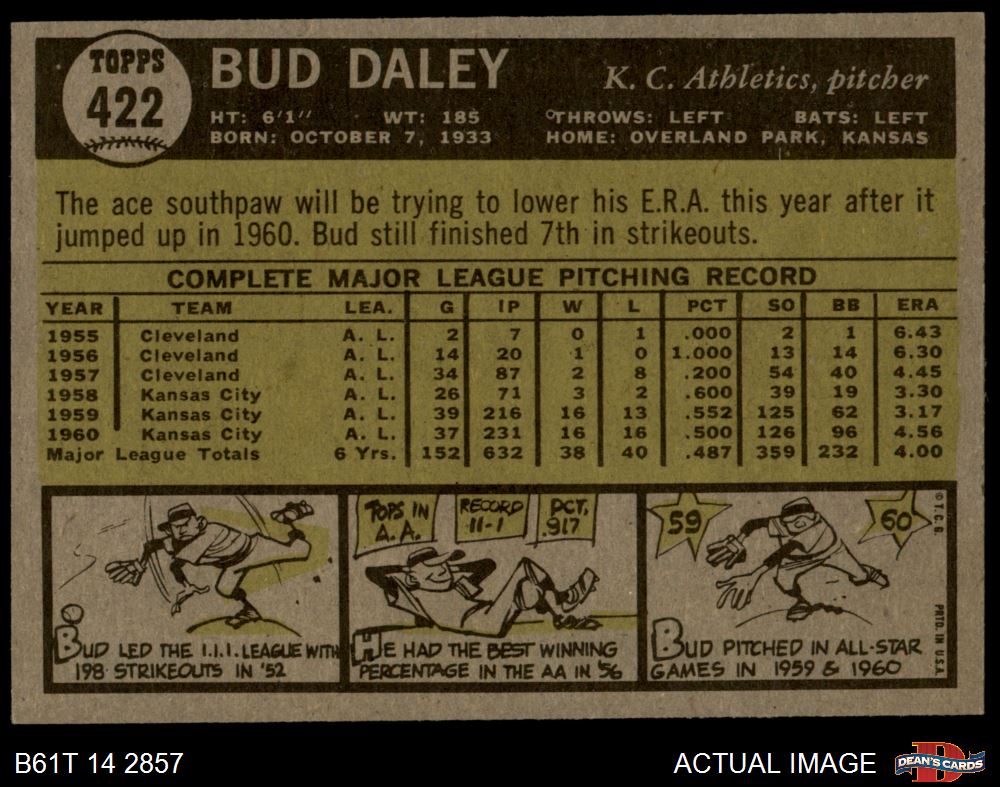 TOPPS
422
BUD DALEY
K. C. Athletics, pitcher
HT: 6'1" WT: 185 THROWS: LEFT BATS: LEFT
BORN: OCTOBER 7, 1933 HOME: OVERLAND PARK, KANSAS
The ace southpaw will be trying to lower his E.R.A. this year after it
jumped up in 1960. Bud still finished 7th in strikeouts.
COMPLETE MAJOR LEAGUE PITCHING RECORD
YEAR TEAM LEA. G IP W L PCT SO BB ERA
1955 Cleveland A. L. 2 7 0 1 .000 2 1 6.43
1956 Cleveland A. L. 14 20 1 0 1.000 13 14 6.30
1957 Cleveland A. L. 34 87 2 8 .200 54 40 4.45
1958 Kansas City A. L. 26 71 3 2 .600 39 19 3.30
1959 Kansas City A. L. 39 216 16 13 .552 125 62 3.17
1960 Kansas City A. L. 37 231 16 16 .500 126 96 4.56
Major League Totals 6 Yrs. 152 632 38 40 .487 359 232 4.00
BUD LED THE I.I.I. LEAGUE WITH
198 STRIKEOUTS IN '52
TOPS IN
A.A.
RECORD
11-1
PCT.
.917
HE HAD THE BEST WINNING
PERCENTAGE IN THE AA IN '56
59
60
BUD PITCHED IN ALL-STAR
GAMES IN 1959 & 1960
© T.C.G.
PRTD. IN U.S.A.
B61T 14 2857
ACTUAL IMAGE
DEAN'S CARDS